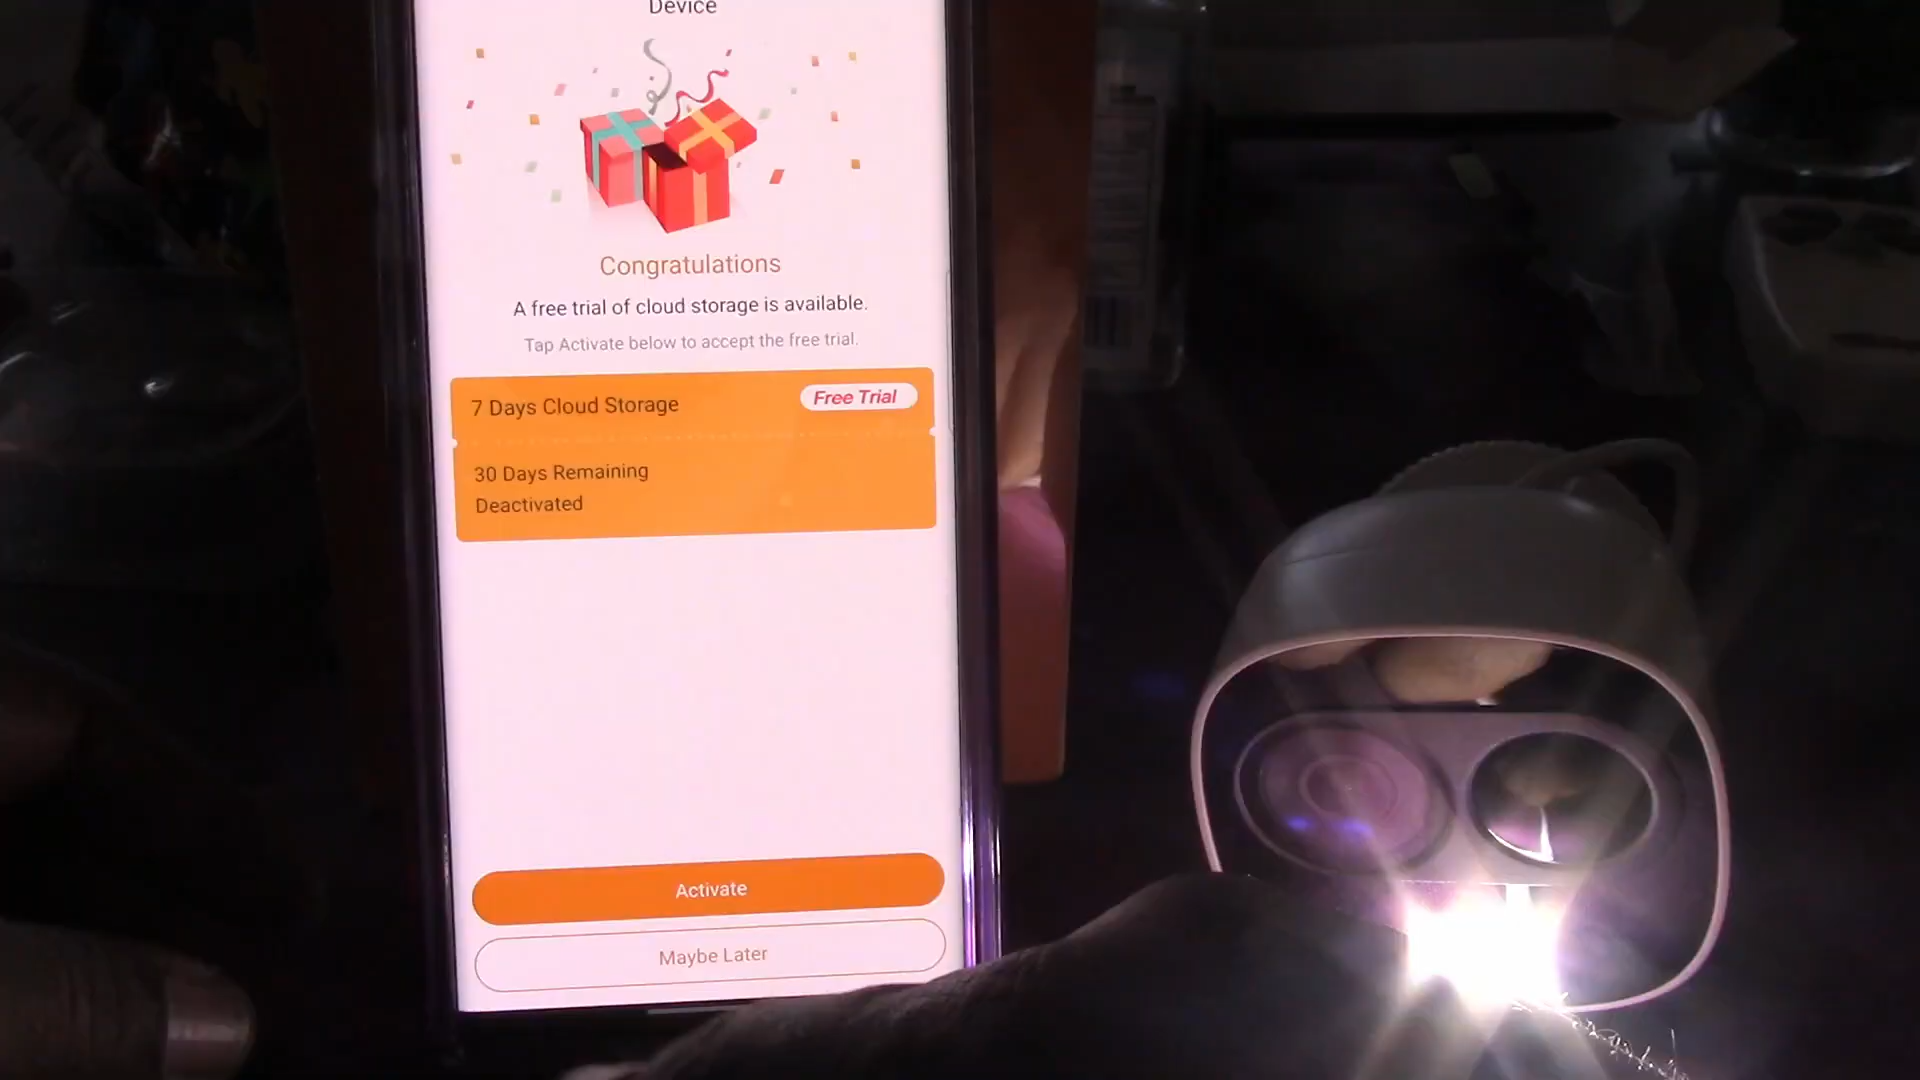 Device
Congratulations
A free trial of cloud storage is available.
Tap Activate below to accept the free trial.
7 Days Cloud Storage
Free Trial
30 Days Remaining
Deactivated
Activate
Maybe Later